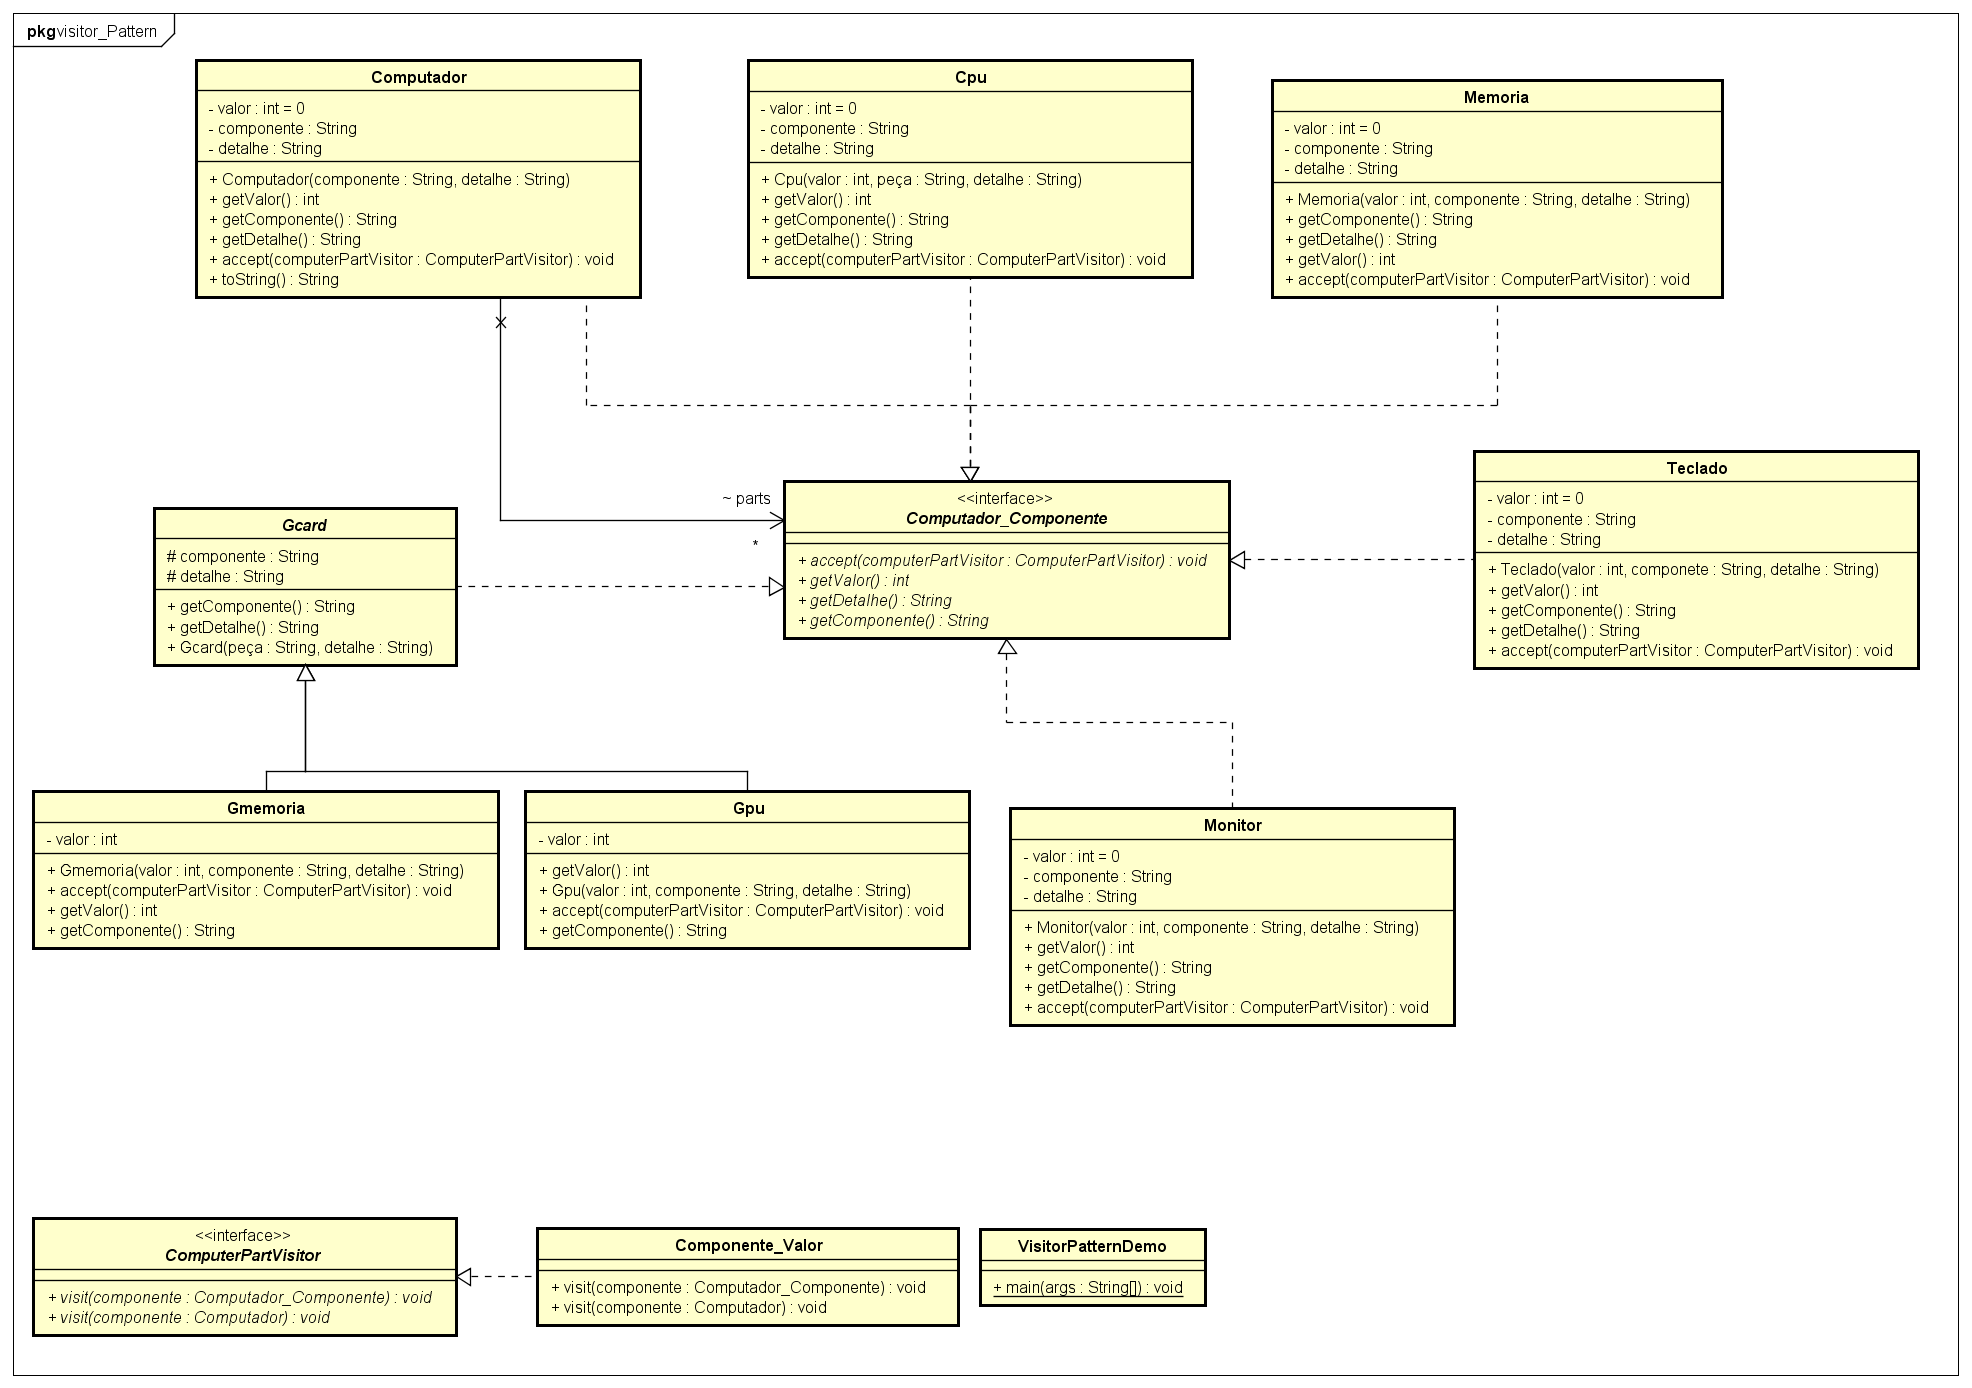 pkg visitor_Pattern
Computador
- valor : int = 0
- componente : String
- detalhe : String
+ Computador(componente : String, detalhe : String)
+ getValor() : int
+ getComponente() : String
+ getDetalhe() : String
+ accept(computerPartVisitor : ComputerPartVisitor) : void
+ toString() : String
Cpu
- valor : int = 0
- componente : String
- detalhe : String
+ Cpu(valor : int, peça : String, detalhe : String)
+ getValor() : int
+ getComponente() : String
+ getDetalhe() : String
+ accept(computerPartVisitor : ComputerPartVisitor) : void
Memoria
- valor : int = 0
- componente : String
- detalhe : String
+ Memoria(valor : int, componente : String, detalhe : String)
+ getComponente() : String
+ getDetalhe() : String
+ getValor() : int
+ accept(computerPartVisitor : ComputerPartVisitor) : void
~ parts
*
<<interface>>
Computador_Componente
+ accept(computerPartVisitor : ComputerPartVisitor) : void
+ getValor() : int
+ getDetalhe() : String
+ getComponente() : String
Teclado
- valor : int = 0
- componente : String
- detalhe : String
+ Teclado(valor : int, componete : String, detalhe : String)
+ getValor() : int
+ getComponente() : String
+ getDetalhe() : String
+ accept(computerPartVisitor : ComputerPartVisitor) : void
Gcard
# componente : String
# detalhe : String
+ getComponente() : String
+ getDetalhe() : String
+ Gcard(peça : String, detalhe : String)
Gmemoria
- valor : int
+ Gmemoria(valor : int, componente : String, detalhe : String)
+ accept(computerPartVisitor : ComputerPartVisitor) : void
+ getValor() : int
+ getComponente() : String
Gpu
- valor : int
+ getValor() : int
+ Gpu(valor : int, componente : String, detalhe : String)
+ accept(computerPartVisitor : ComputerPartVisitor) : void
+ getComponente() : String
Monitor
- valor : int = 0
- componente : String
- detalhe : String
+ Monitor(valor : int, componente : String, detalhe : String)
+ getValor() : int
+ getComponente() : String
+ getDetalhe() : String
+ accept(computerPartVisitor : ComputerPartVisitor) : void
<<interface>>
ComputerPartVisitor
+ visit(componente : Computador_Componente) : void
+ visit(componente : Computador) : void
Componente_Valor
+ visit(componente : Computador_Componente) : void
+ visit(componente : Computador) : void
VisitorPatternDemo
+ main(args : String[]) : void